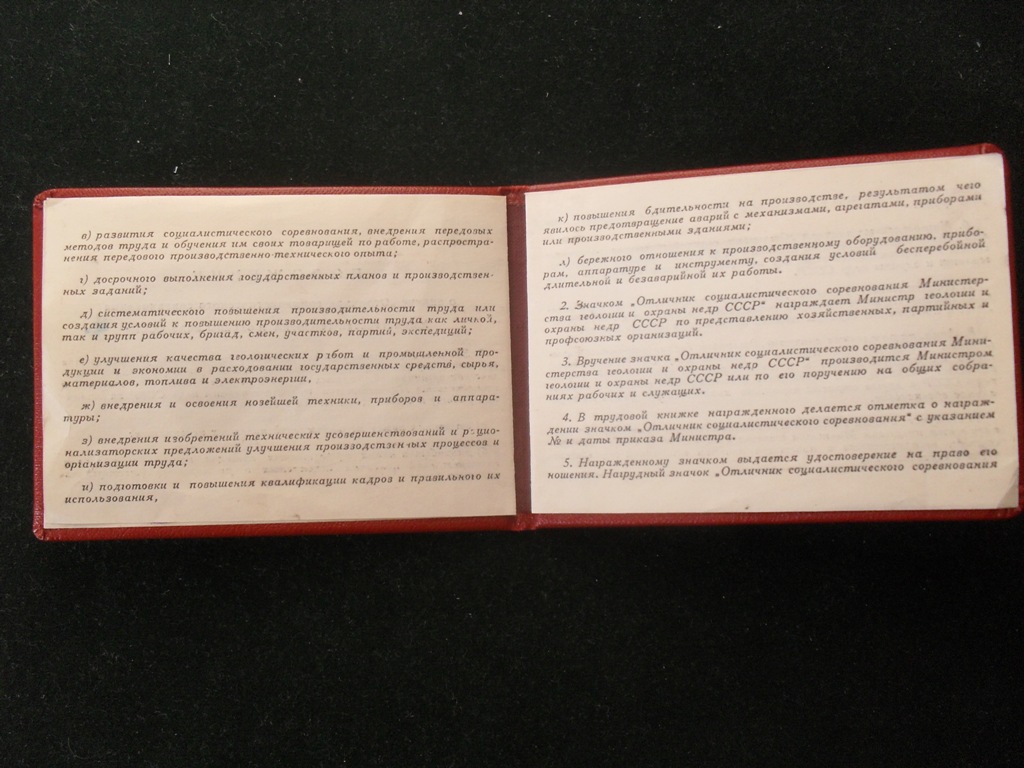 в) развития социалистического соревнования, внедрения передовых
методов труда и обучения им своих товарищей по работе, распростра-
нения передового производственно-технического опыта;
г) досрочного выполнения государственных планов и производствен-
ных заданий;
д) систематического повышения производительности труда или
создания условий к повышению производительности труда как личной,
так и групп рабочих, бригад, смен, участков, партий, экспедиций;
е) улучшения качества геологических работ и промышленной про-
дукции и экономии в расходовании государственных средств, сырья,
материалов, топлива и электроэнергии,
ж) внедрения и освоения новейшей техники, приборов и аппара-
туры;
з) внедрения изобретений технических усовершенствований и рацио-
нализаторских предложений улучшения производственных процессов и
организации труда;
и) подготовки и повышения квалификации кадров и правильного их
использования,
к) повышения бдительности на производстве, результатом чего
явилось предотвращение аварий с механизмами, агрегатами, приборами
или производственными зданиями;
л) бережного отношения к производственному оборудованию, прибо-
рам, аппаратуре и инструменту, создания условий бесперебойной
длительной и безаварийной их работы.
2. Значком „Отличник социалистического соревнования Министер-
ства геологии и охраны недр СССР" награждает Министр геологии и
охраны недр СССР по представлению хозяйственных, партийных и
профсоюзных организаций.
3. Вручение значка „Отличник социалистического соревнования Мини-
стерства геологии и охраны недр СССР" производится Министром
геологии и охраны недр СССР или по его поручению на общих собра-
ниях рабочих и служащих.
4. В трудовой книжке награжденного делается отметка о награж-
дении значком „Отличник социалистического соревнования" с указанием
№ и даты приказа Министра.
5. Награжденному значком выдается удостоверение на право его
ношения. Нагрудный значок „Отличник социалистического соревнования